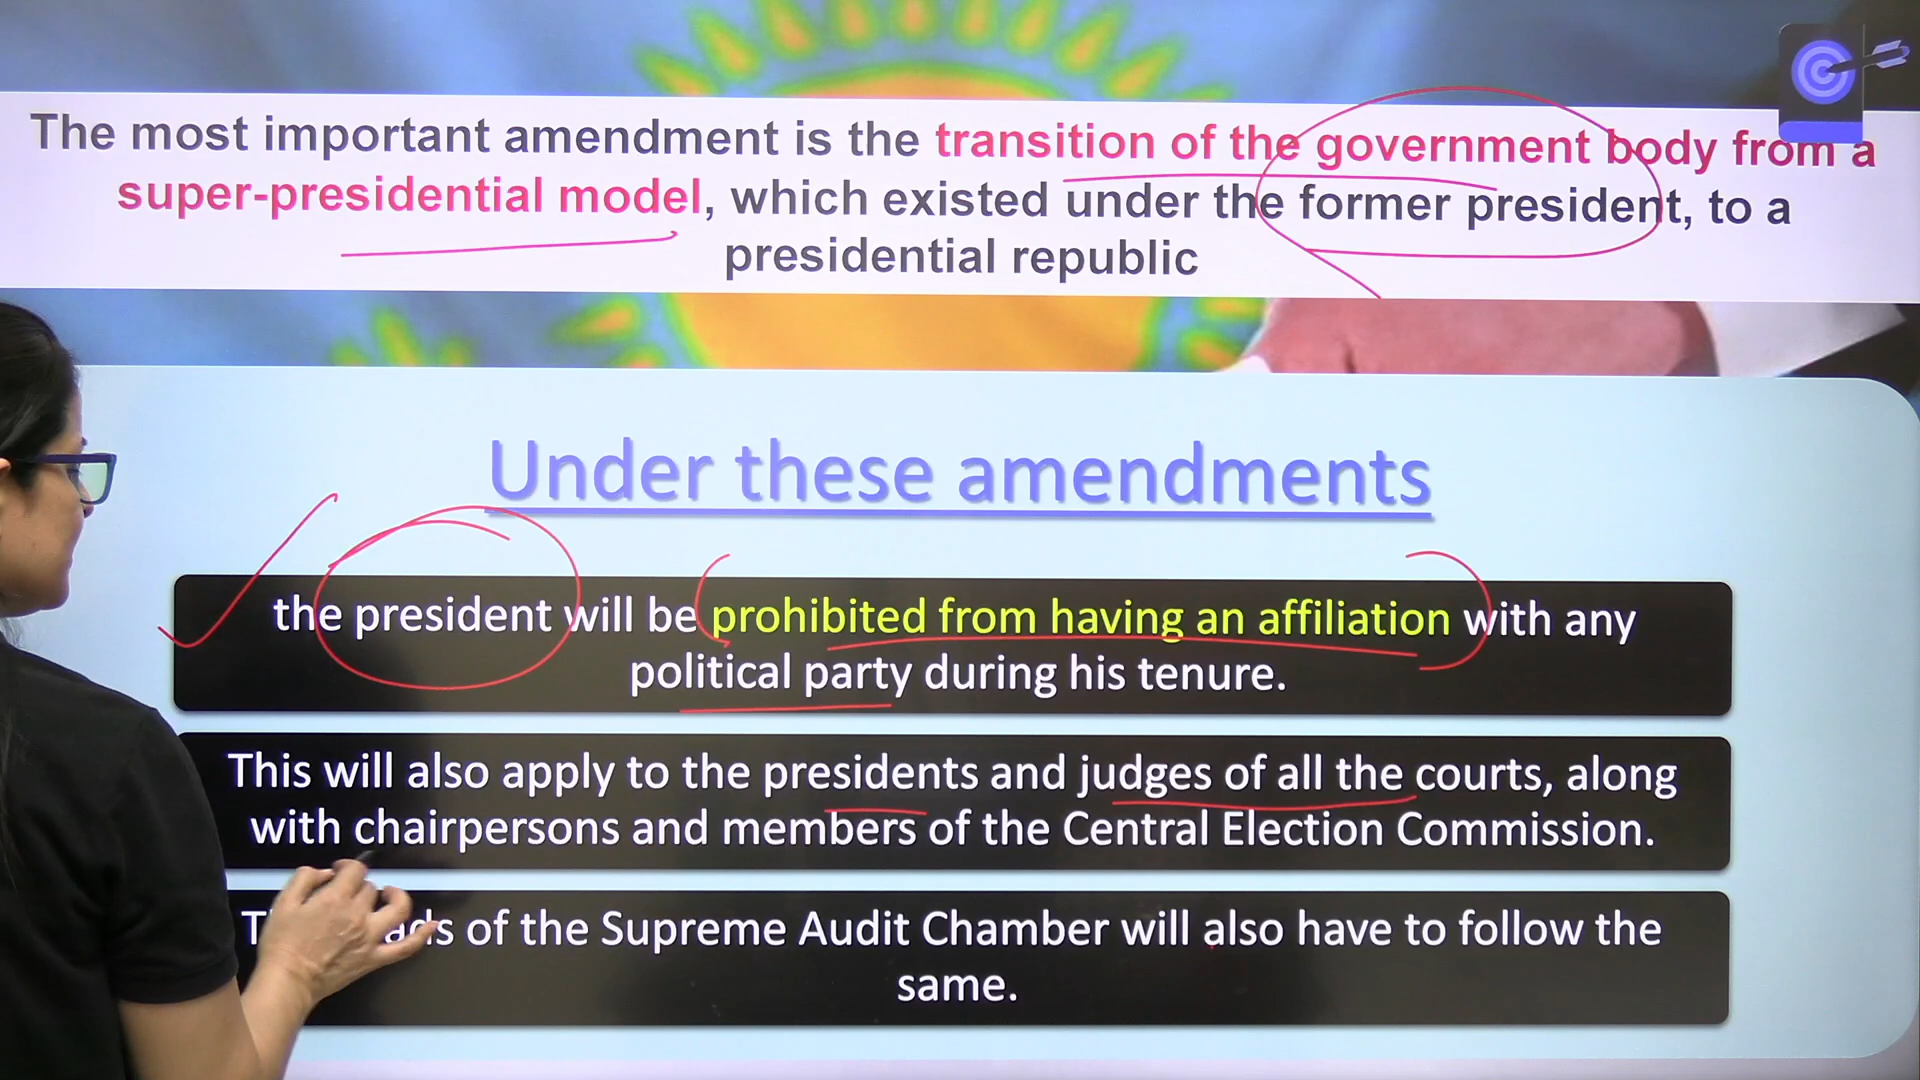 The most important amendment is the transition of the government body from a
super-presidential model, which existed under the former president, to a
presidential republic
Under these amendments
the president will be prohibited from having an affiliation with any
political party during his tenure.
This will also apply to the presidents and judges of all the courts, along
with chairpersons and members of the Central Election Commission.
of the Supreme Audit Chamber will also have to follow the
same.